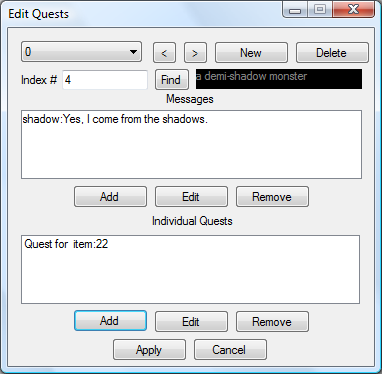 Edit Quests
0 < > New Delete
Index # 4 Find a demi-shadow monster
Messages
shadow:Yes, I come from the shadows.
Add Edit Remove
Individual Quests
Quest for  item:22
Add Edit Remove
Apply Cancel